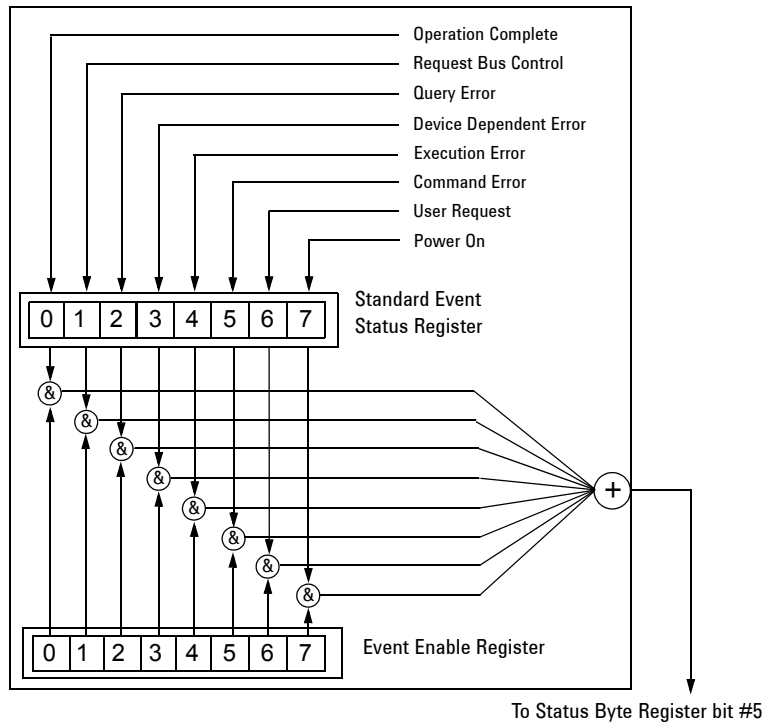 Operation Complete
Request Bus Control
Query Error
Device Dependent Error
Execution Error
Command Error
User Request
Power On
Standard Event
Status Register
0 1 2 3 4 5 6 7
&
&
&
&
&
&
&
&
+
0 1 2 3 4 5 6 7
Event Enable Register
To Status Byte Register bit #5